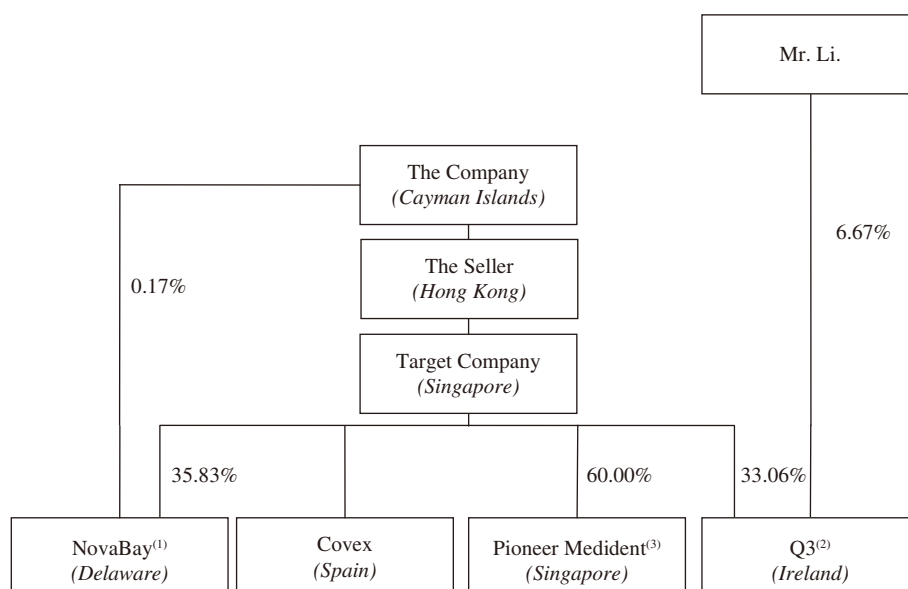 Mr. Li.
The Company
(Cayman Islands)
6.67%
The Seller
(Hong Kong)
0.17%
Target Company
(Singapore)
35.83%
60.00%
33.06%
NovaBay(1)
(Delaware)
Covex
(Spain)
Pioneer Medident(3)
(Singapore)
Q3(2)
(Ireland)